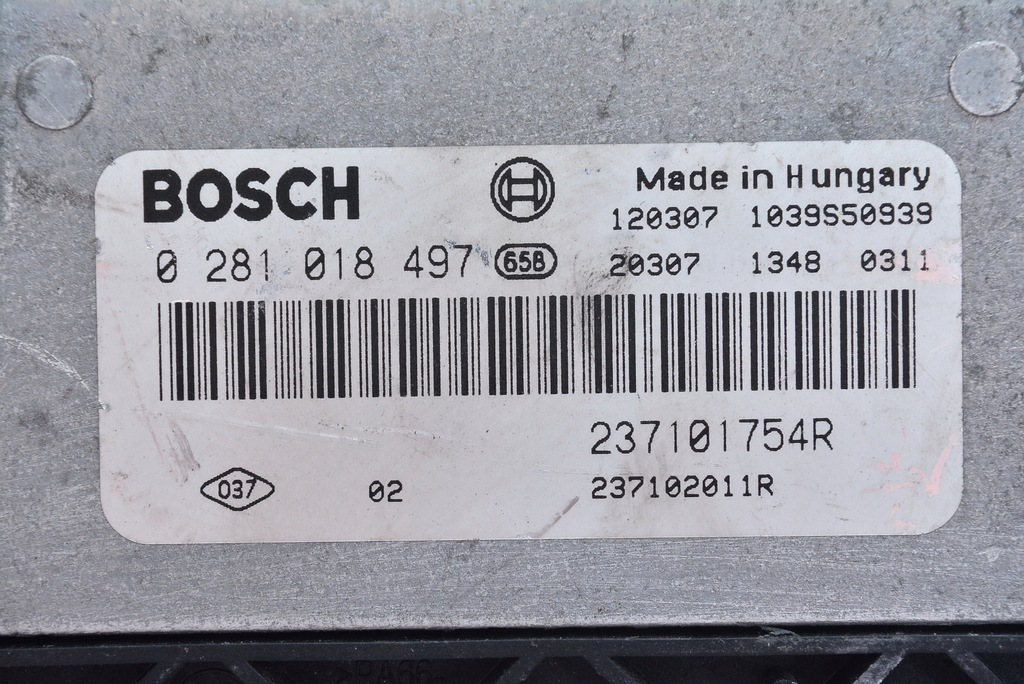 BOSCH
Made in Hungary
120307 1039S50939
0 281 018 497 658
20307 1348 0311
237101754R
037 02 237102011R